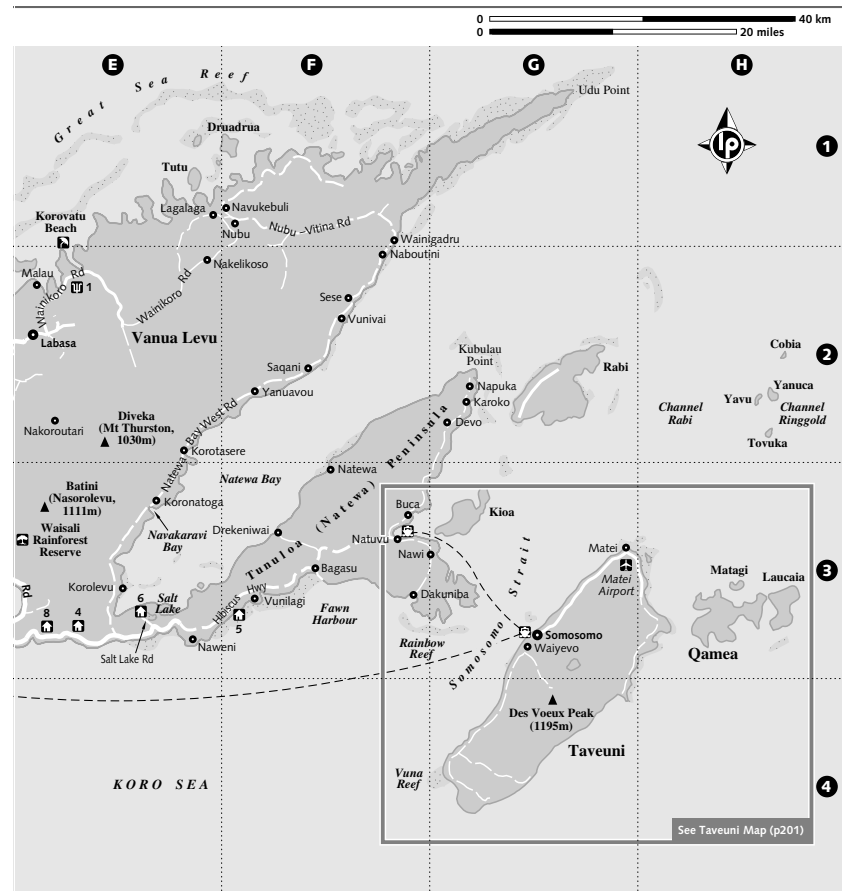 0 40 km
0 20 miles
E F G H
Great Sea Reef
Udu Point
Druadrua
1
Tutu
Lagalaga
Navukebuli
Nubu
Nubu-Vitina Rd
Korovatu
Beach
Wainigadru
Naboutini
Nakelikoso
Malau
Wainikoro Rd
1
Wainikoro Rd
Sese
Vunivai
Labasa
Vanua Levu
Kubulau
Point
Cobia
2
Saqani
Rabi
Napuka
Yanuca
Yanuavou
Karoko
Yavu
Channel
Rabi
Channel
Ringgold
Diveka
(Mt Thurston,
1030m)
Nakoroutari
Natewa Bay West Rd
Devo
Tovuka
Korotasere
Natewa Bay
Natewa
Tunuloa (Natewa) Peninsula
Batini
(Nasorolevu,
1111m)
Koronatoga
Buca
Kioa
Waisali
Rainforest
Reserve
Navakaravi
Bay
Drekeniwai
Natuvu
Nawi
Somosomo Strait
Matei
Matei
Airport
Matagi
Laucaia
3
Bagasu
Korolevu
Rd
6
Salt
Lake
Hibiscus Hwy
Vunilagi
Dakuniba
Fawn
Harbour
8
4
5
Salt Lake Rd
Naweni
Rainbow
Reef
Somosomo
Waiyevo
Qamea
Des Voeux Peak
(1195m)
Taveuni
Vuna
Reef
KORO SEA
4
See Taveuni Map (p201)
lp